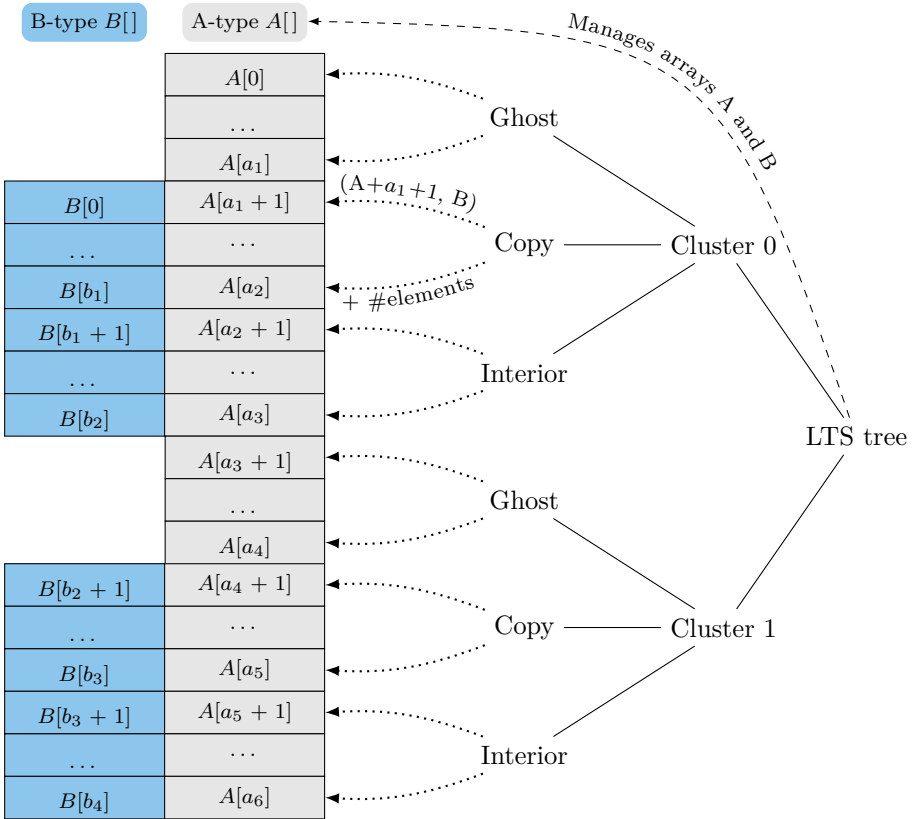 B-type B[ ] A-type A[ ]
Manages arrays A and B
A[0]
...
A[a₁]
Ghost
(A+a₁+1, B)
B[0] A[a₁ + 1]
... ...
B[b₁] A[a₂]
Copy
+ #elements
Cluster 0
B[b₁ + 1] A[a₂ + 1]
... ...
B[b₂] A[a₃]
Interior
LTS tree
A[a₃ + 1]
...
A[a₄]
Ghost
B[b₂ + 1] A[a₄ + 1]
... ...
B[b₃] A[a₅]
Copy
Cluster 1
B[b₃ + 1] A[a₅ + 1]
... ...
B[b₄] A[a₆]
Interior